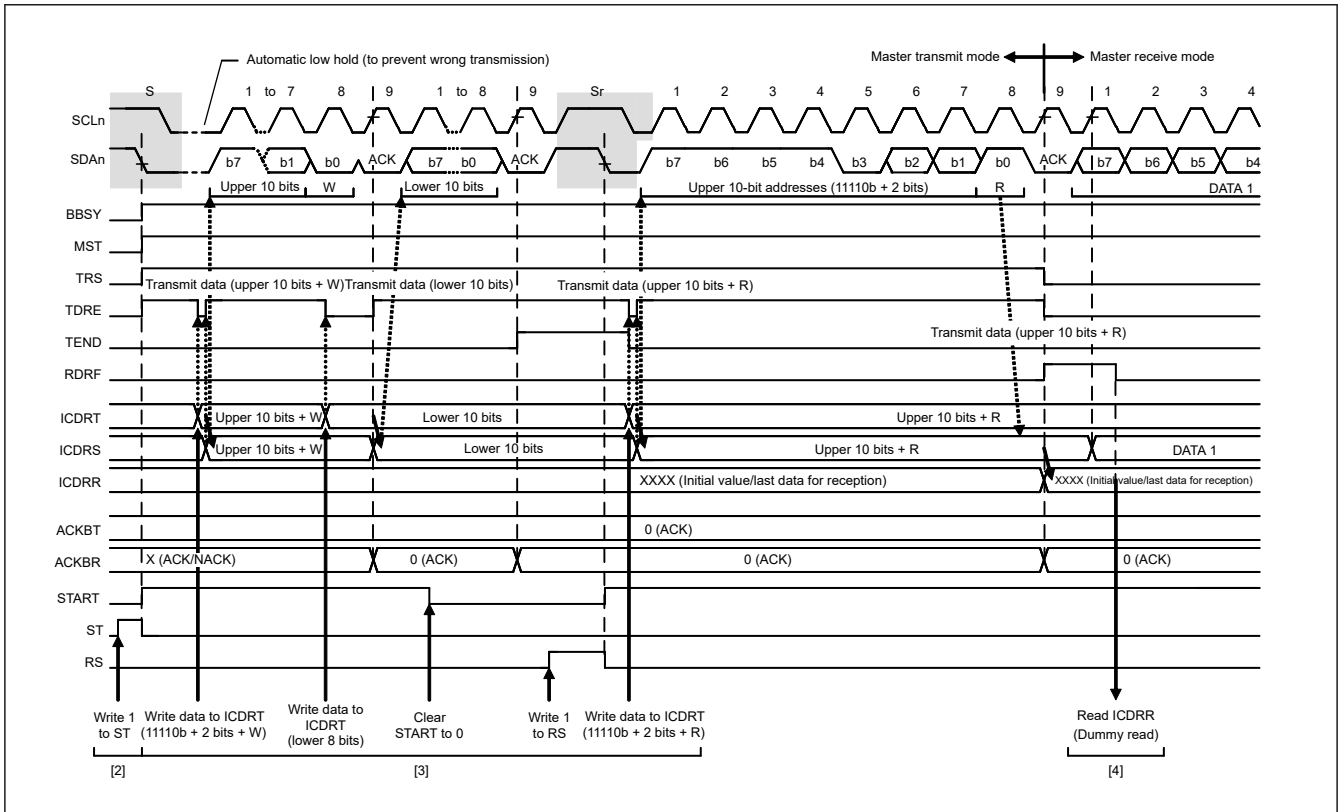 Master transmit mode Master receive mode
Automatic low hold (to prevent wrong transmission)
S 1 to 7 8 9 1 to 8 9 Sr 1 2 3 4 5 6 7 8 9 1 2 3 4
SCLn
SDAn b7 b1 b0 ACK b7 b0 ACK b7 b6 b5 b4 b3 b2 b1 b0 ACK b7 b6 b5 b4
Upper 10 bits W Lower 10 bits Upper 10-bit addresses (11110b + 2 bits) R DATA 1
BBSY
MST
TRS
Transmit data (upper 10 bits + W) Transmit data (lower 10 bits) Transmit data (upper 10 bits + R)
TDRE
Transmit data (upper 10 bits + R)
TEND
RDRF
ICDRT Upper 10 bits + W Lower 10 bits Upper 10 bits + R
ICDRS Upper 10 bits + W Lower 10 bits Upper 10 bits + R DATA 1
ICDRR XXXX (Initial value/last data for reception) XXXX (Initial value/last data for reception)
ACKBT 0 (ACK)
ACKBR X (ACK/NACK) 0 (ACK) 0 (ACK) 0 (ACK)
START
ST
RS
Write 1
to ST
Write data to ICDRT
(11110b + 2 bits + W)
Write data to
ICDRT
(lower 8 bits)
Clear
START to 0
Write 1
to RS
Write data to ICDRT
(11110b + 2 bits + R)
Read ICDRR
(Dummy read)
[2] [3] [4]